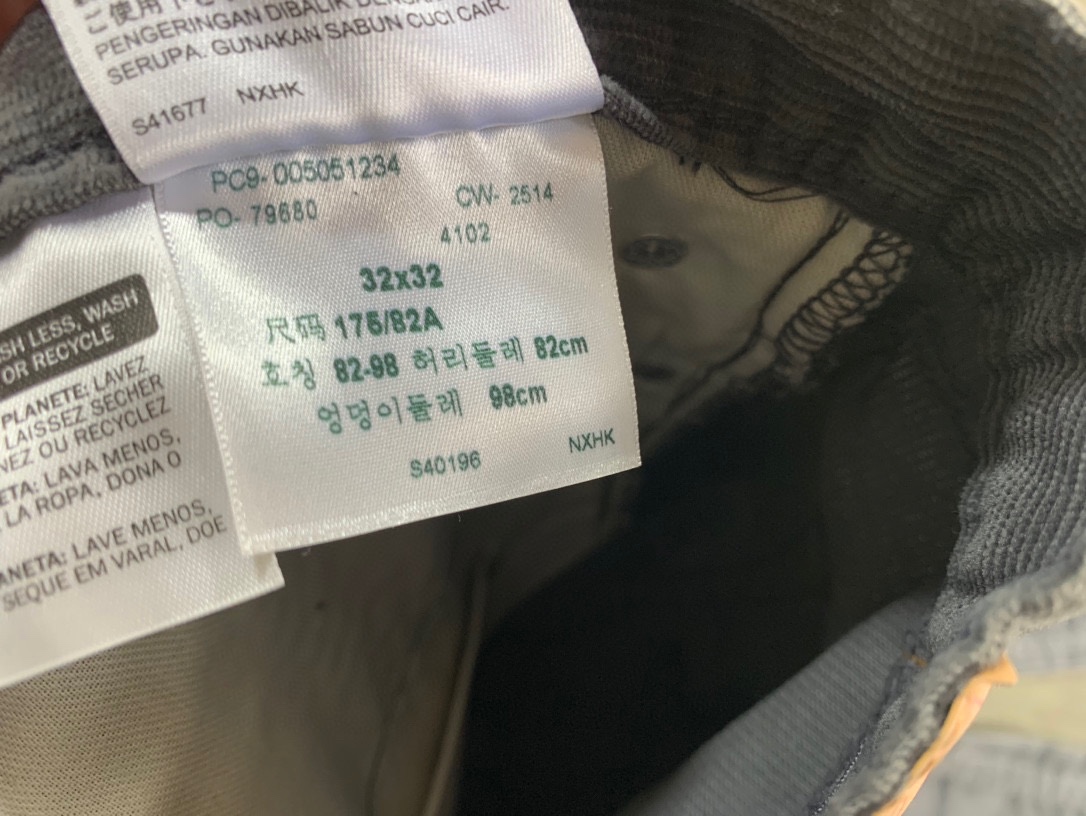 PENGERINGAN DIBALIK DENGAN
SERUPA. GUNAKAN SABUN CUCI CAIR.
S41677 NXHK
PC9- 005051234
PO- 79680 CW- 2514
4102
32x32
尺码 175/82A
호칭 82-98 허리둘레 82cm
엉덩이둘레 98cm
S40196 NXHK
SH LESS, WASH
OR RECYCLE
PLANETE: LAVEZ
LAISSEZ SECHER
NEZ OU RECYCLEZ
ETA: LAVA MENOS,
LA ROPA, DONA O
ANETA: LAVE MENOS,
SEQUE EM VARAL, DOE